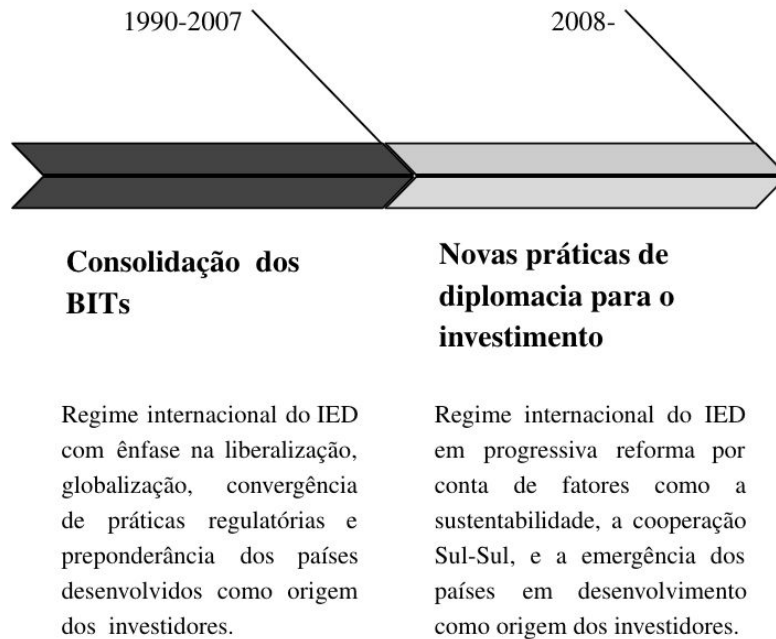 1990-2007
2008-
Consolidação dos
BITs
Regime internacional do IED
com ênfase na liberalização,
globalização, convergência
de práticas regulatórias e
preponderância dos países
desenvolvidos como origem
dos investidores.
Novas práticas de
diplomacia para o
investimento
Regime internacional do IED
em progressiva reforma por
conta de fatores como a
sustentabilidade, a cooperação
Sul-Sul, e a emergência dos
países em desenvolvimento
como origem dos investidores.